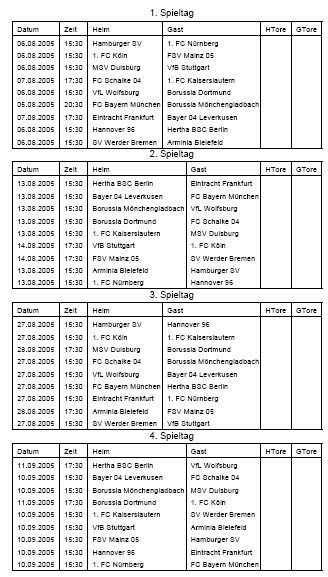 1. Spieltag
Datum Zeit Heim Gast HTore GTore
06.08.2005 15:30 Hamburger SV 1. FC Nürnberg
06.08.2005 15:30 1. FC Köln FSV Mainz 05
06.08.2005 15:30 MSV Duisburg VfB Stuttgart
07.08.2005 17:30 FC Schalke 04 1. FC Kaiserslautern
06.08.2005 15:30 VfL Wolfsburg Borussia Dortmund
05.08.2005 20:30 FC Bayern München Borussia Mönchengladbach
07.08.2005 17:30 Eintracht Frankfurt Bayer 04 Leverkusen
06.08.2005 15:30 Hannover 96 Hertha BSC Berlin
06.08.2005 15:30 SV Werder Bremen Arminia Bielefeld
2. Spieltag
Datum Zeit Heim Gast HTore GTore
13.08.2005 15:30 Hertha BSC Berlin Eintracht Frankfurt
13.08.2005 15:30 Bayer 04 Leverkusen FC Bayern München
13.08.2005 15:30 Borussia Mönchengladbach VfL Wolfsburg
13.08.2005 15:30 Borussia Dortmund FC Schalke 04
13.08.2005 15:30 1. FC Kaiserslautern MSV Duisburg
14.08.2005 17:30 VfB Stuttgart 1. FC Köln
14.08.2005 17:30 FSV Mainz 05 SV Werder Bremen
13.08.2005 15:30 Arminia Bielefeld Hamburger SV
13.08.2005 15:30 1. FC Nürnberg Hannover 96
3. Spieltag
Datum Zeit Heim Gast HTore GTore
27.08.2005 15:30 Hamburger SV Hannover 96
27.08.2005 15:30 1. FC Köln 1. FC Kaiserslautern
28.08.2005 17:30 MSV Duisburg Borussia Dortmund
27.08.2005 15:30 FC Schalke 04 Borussia Mönchengladbach
27.08.2005 15:30 VfL Wolfsburg Bayer 04 Leverkusen
27.08.2005 15:30 FC Bayern München Hertha BSC Berlin
27.08.2005 15:30 Eintracht Frankfurt 1. FC Nürnberg
28.08.2005 17:30 Arminia Bielefeld FSV Mainz 05
27.08.2005 15:30 SV Werder Bremen VfB Stuttgart
4. Spieltag
Datum Zeit Heim Gast HTore GTore
11.09.2005 17:30 Hertha BSC Berlin VfL Wolfsburg
10.09.2005 15:30 Bayer 04 Leverkusen FC Schalke 04
10.09.2005 15:30 Borussia Mönchengladbach MSV Duisburg
11.09.2005 17:30 Borussia Dortmund 1. FC Köln
10.09.2005 15:30 1. FC Kaiserslautern SV Werder Bremen
10.09.2005 15:30 VfB Stuttgart Arminia Bielefeld
10.09.2005 15:30 FSV Mainz 05 Hamburger SV
10.09.2005 15:30 Hannover 96 Eintracht Frankfurt
10.09.2005 15:30 1. FC Nürnberg FC Bayern München